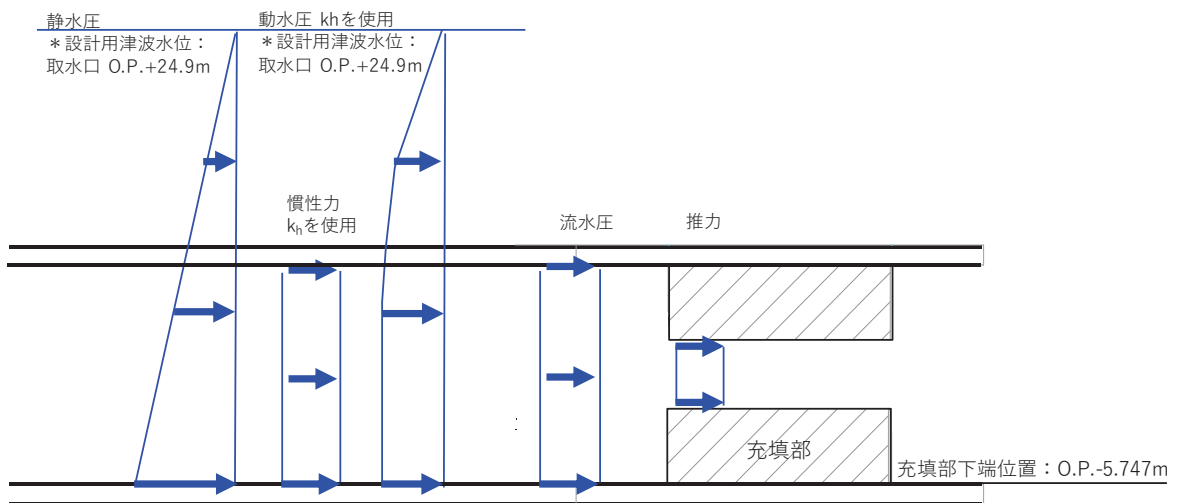 静水圧
*設計用津波水位:
取水口 O.P.+24.9m
動水圧 khを使用
*設計用津波水位:
取水口 O.P.+24.9m
慣性力
khを使用
流水圧
推力
充填部
充填部下端位置:O.P.-5.747m